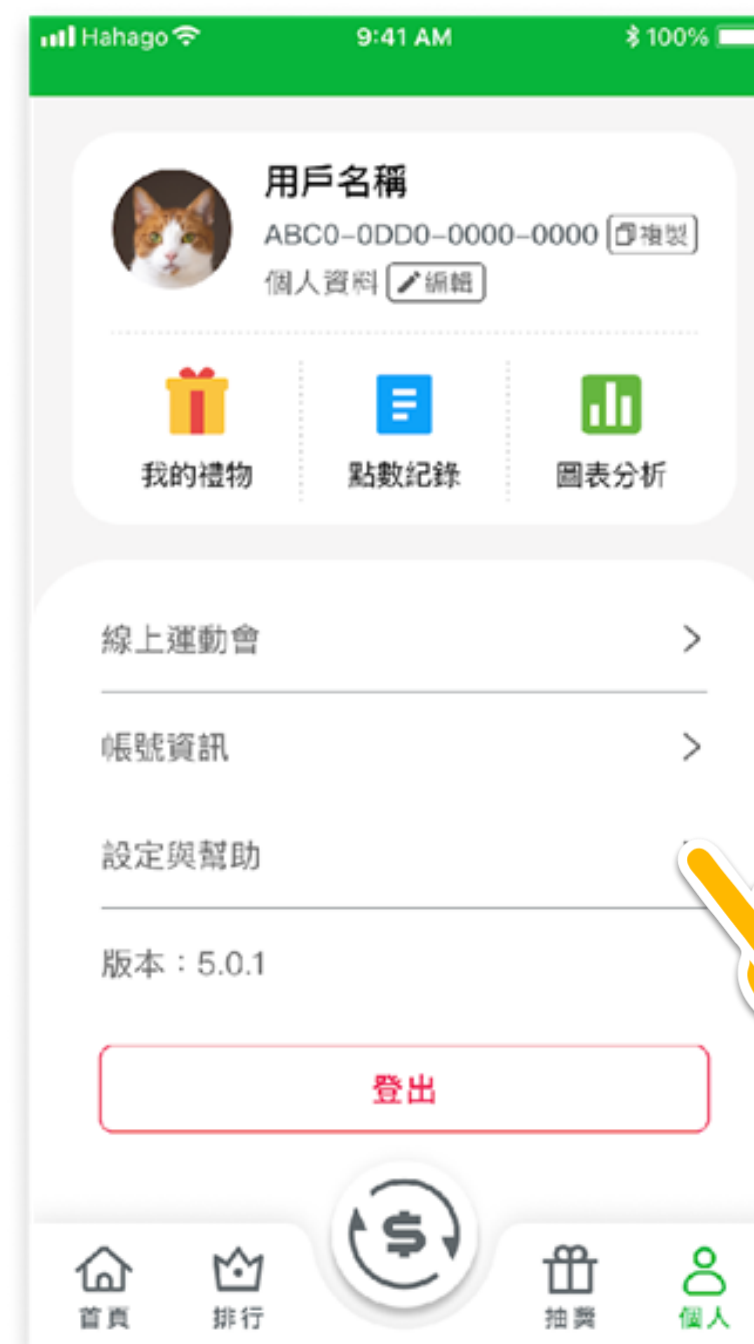 Hahago 9:41 AM 100%
用戶名稱
ABC0-0DD0-0000-0000 複製
個人資料 編輯
我的禮物 點數紀錄 圖表分析
線上運動會
帳號資訊
設定與幫助
版本：5.0.1
登出
首頁 排行 抽獎 個人